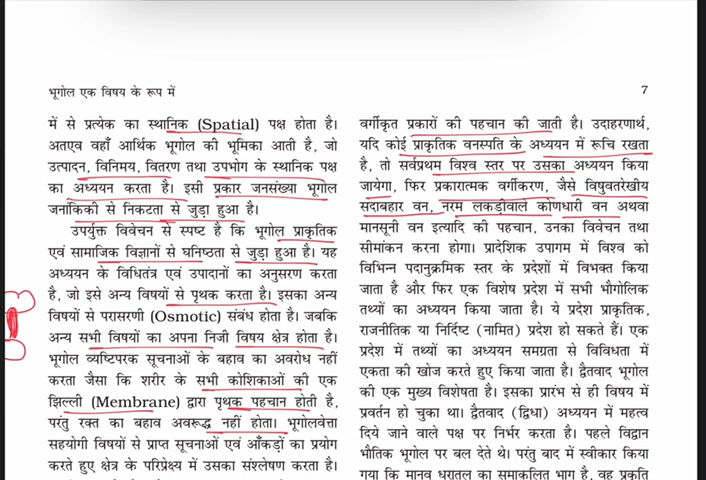 भूगोल एक विषय के रूप में
7
में से प्रत्येक का स्थानिक (Spatial) पक्ष होता है।
अतएव वहाँ आर्थिक भूगोल की भूमिका आती है, जो
उत्पादन, विनिमय, वितरण तथा उपभोग के स्थानिक पक्ष
का अध्ययन करता है। इसी प्रकार जनसंख्या भूगोल
जनांकिकी से निकटता से जुड़ा हुआ है।
उपर्युक्त विवेचन से स्पष्ट है कि भूगोल प्राकृतिक
एवं सामाजिक विज्ञानों से घनिष्ठता से जुड़ा हुआ है। यह
अध्ययन के विधितंत्र एवं उपादानों का अनुसरण करता
है, जो इसे अन्य विषयों से पृथक करता है। इसका अन्य
विषयों से परासरणी (Osmotic) संबंध होता है। जबकि
अन्य सभी विषयों का अपना निजी विषय क्षेत्र होता है।
भूगोल व्यष्टिपरक सूचनाओं के बहाव का अवरोध नहीं
करता जैसा कि शरीर के सभी कोशिकाओं की एक
झिल्ली (Membrane) द्वारा पृथक पहचान होती है,
परंतु रक्त का बहाव अवरूद्ध नहीं होता। भूगोलवेत्ता
सहयोगी विषयों से प्राप्त सूचनाओं एवं आँकड़ों का प्रयोग
करते हुए क्षेत्र के परिप्रेक्ष्य में उसका संश्लेषण करता है।
वर्गीकृत प्रकारों की पहचान की जाती है। उदाहरणार्थ,
यदि कोई प्राकृतिक वनस्पति के अध्ययन में रूचि रखता
है, तो सर्वप्रथम विश्व स्तर पर उसका अध्ययन किया
जायेगा, फिर प्रकारात्मक वर्गीकरण, जैसे विषुवतरेखीय
सदाबहार वन, नरम लकड़ीवाले कोणधारी वन अथवा
मानसूनी वन इत्यादि की पहचान, उनका विवेचन तथा
सीमांकन करना होगा। प्रादेशिक उपागम में विश्व को
विभिन्न पदानुक्रमिक स्तर के प्रदेशों में विभक्त किया
जाता है और फिर एक विशेष प्रदेश में सभी भौगोलिक
तथ्यों का अध्ययन किया जाता है। ये प्रदेश प्राकृतिक,
राजनीतिक या निर्दिष्ट (नामित) प्रदेश हो सकते हैं। एक
प्रदेश में तथ्यों का अध्ययन समग्रता से विविधता में
एकता की खोज करते हुए किया जाता है। द्वैतवाद भूगोल
की एक मुख्य विशेषता है। इसका प्रारंभ से ही विषय में
प्रवर्तन हो चुका था। द्वैतवाद (द्विधा) अध्ययन में महत्व
दिये जाने वाले पक्ष पर निर्भर करता है। पहले विद्वान
भौतिक भूगोल पर बल देते थे। परंतु बाद में स्वीकार किया
गया कि मानव धरातल का समाकलित भाग है, वह प्रकृति